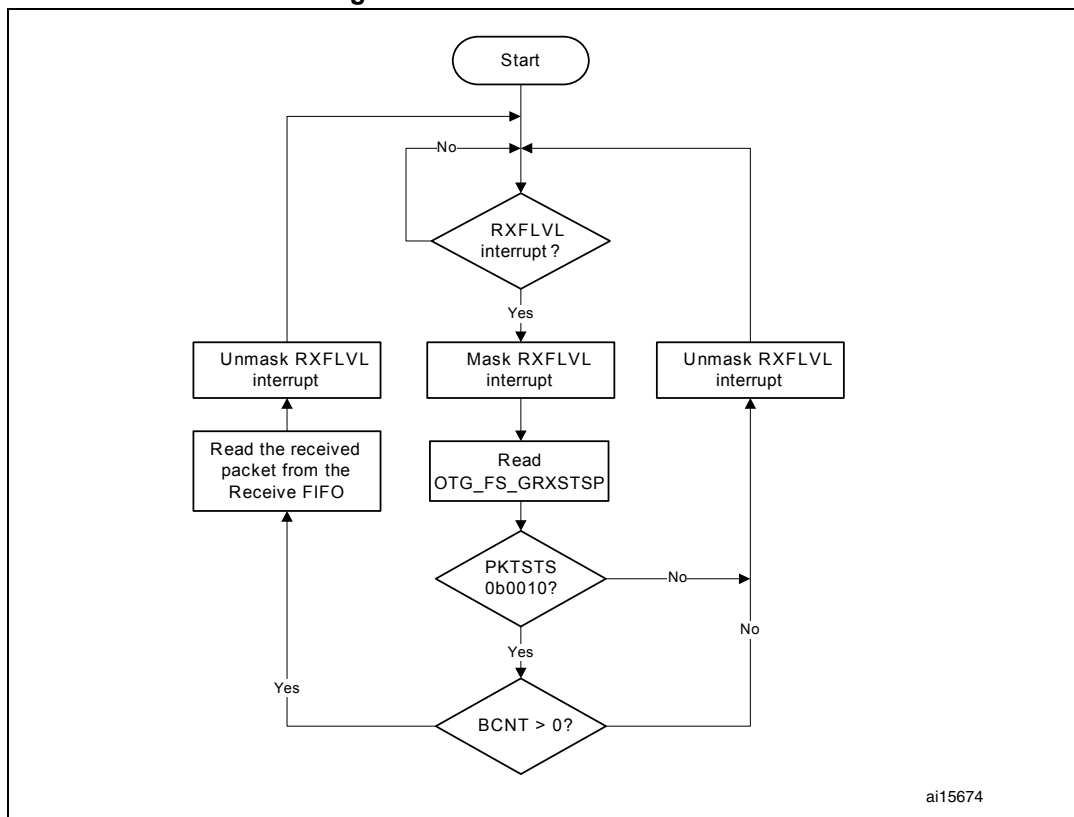 Start
No
RXFLVL
interrupt ?
Yes
Unmask RXFLVL
interrupt
Mask RXFLVL
interrupt
Unmask RXFLVL
interrupt
Read the received
packet from the
Receive FIFO
Read
OTG_FS_GRXSTSP
PKTSTS
0b0010?
No
No
Yes
Yes
BCNT > 0?
ai15674